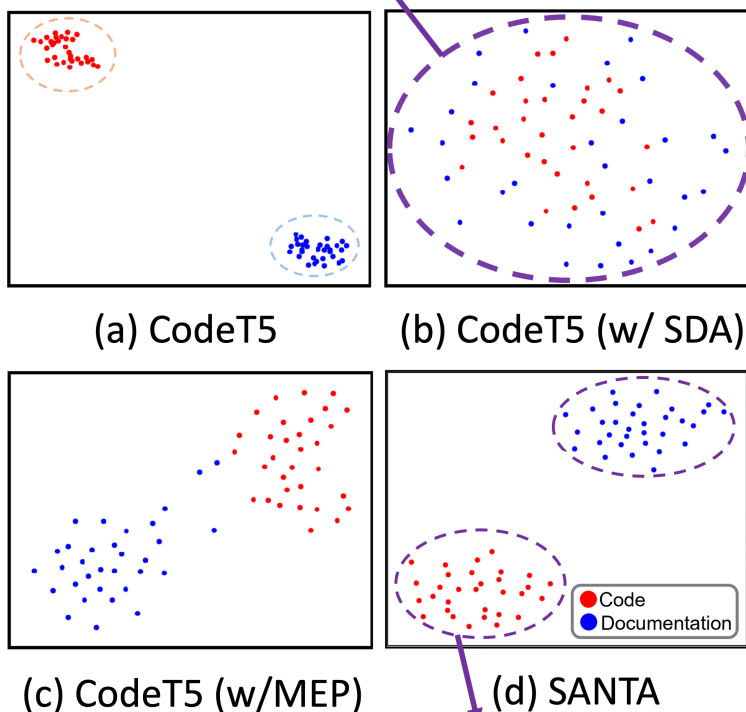 (a) CodeT5
(b) CodeT5 (w/ SDA)
Code
Documentation
(c) CodeT5 (w/MEP)
(d) SANTA